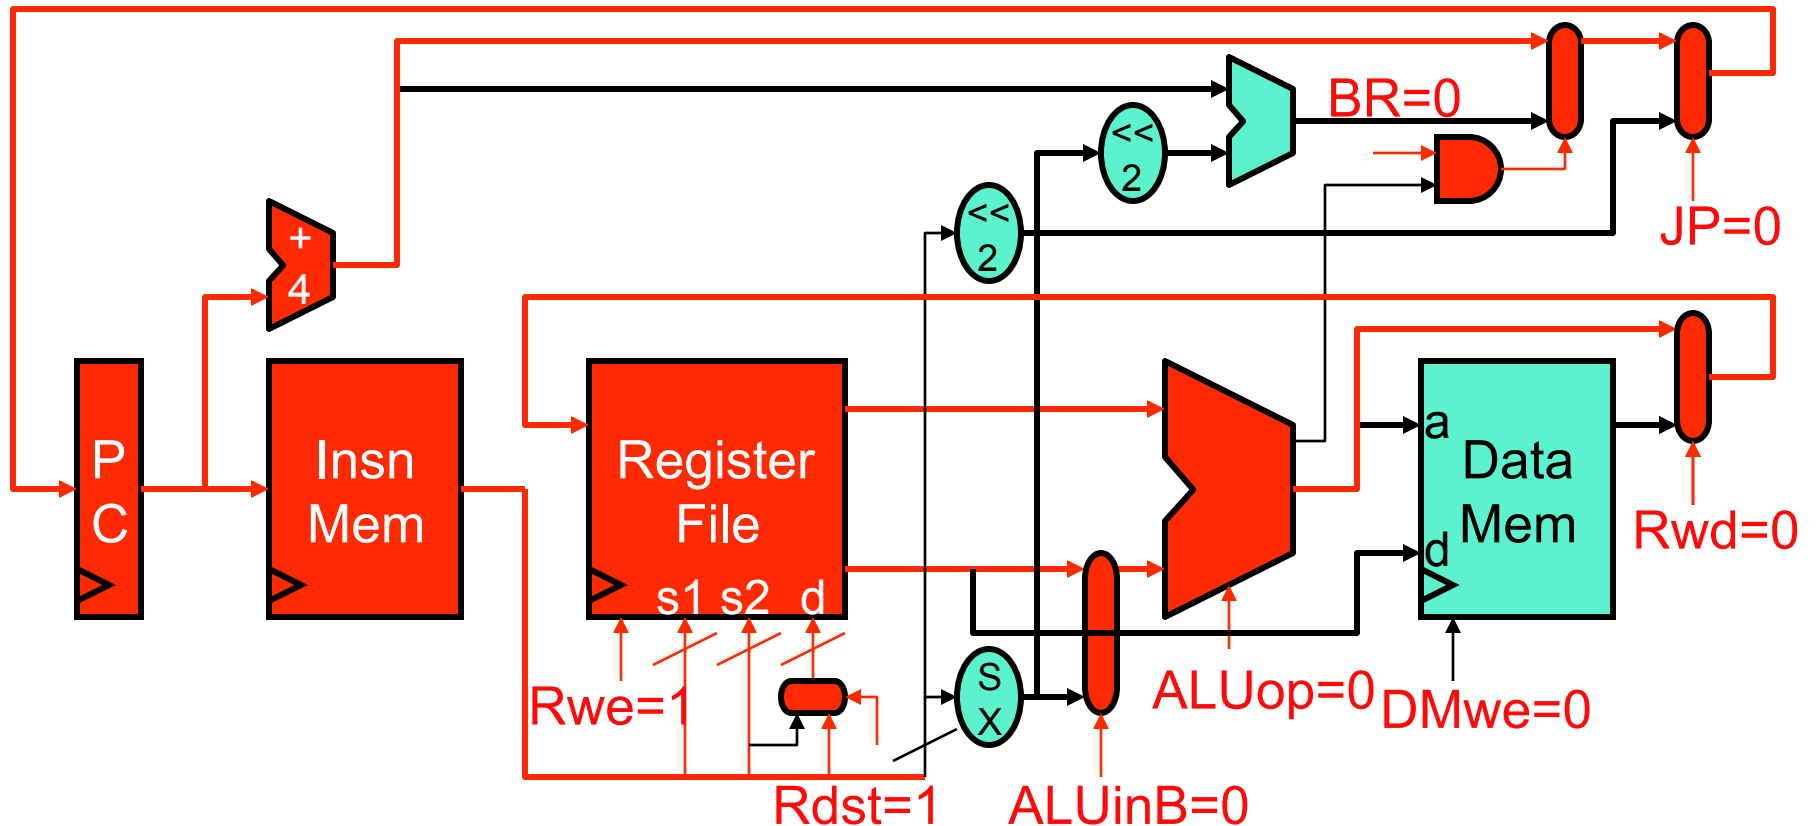 BR=0
<<
2
<<
2
JP=0
+
4
P
C
Insn
Mem
Register
File
s1 s2 d
a
d
Data
Mem
Rwd=0
Rwe=1
S
X
ALUop=0
DMwe=0
Rdst=1
ALUinB=0